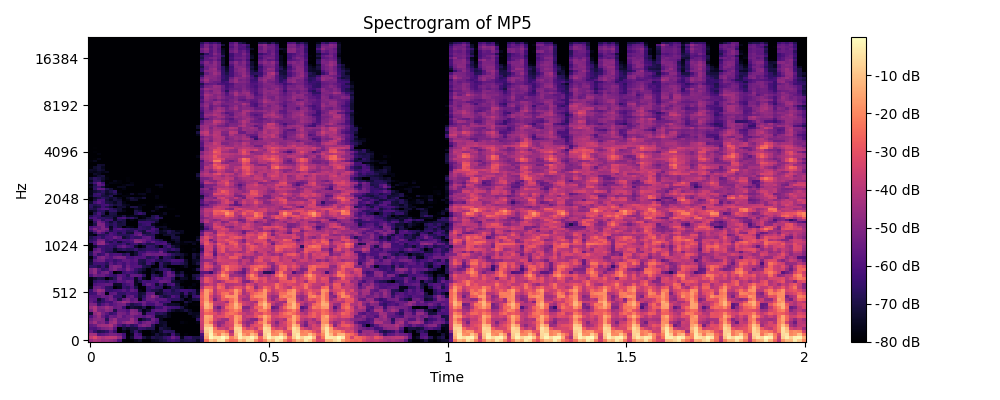 Spectrogram of MP5
16384
8192
4096
2048
1024
512
0
Hz
0
0.5
1
1.5
2
Time
-10 dB
-20 dB
-30 dB
-40 dB
-50 dB
-60 dB
-70 dB
-80 dB